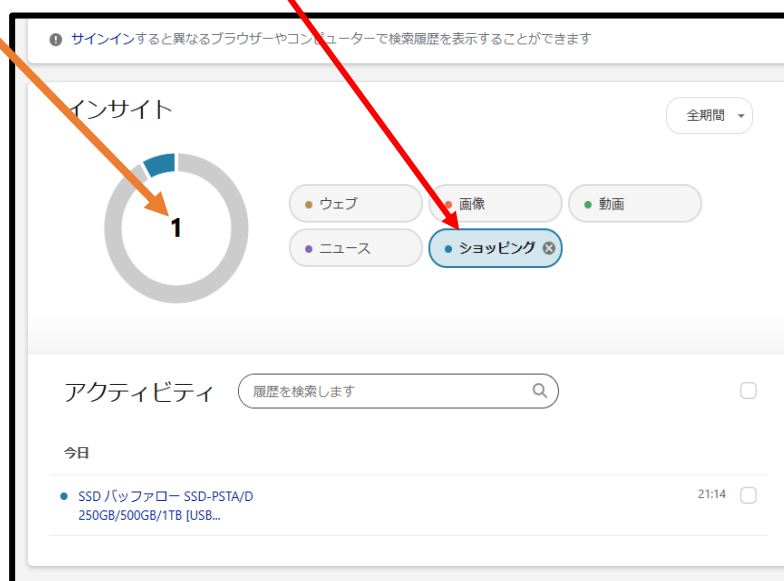 サインインすると異なるブラウザーやコンピューターで検索履歴を表示することができます
インサイト
全期間
1
ウェブ
画像
動画
ニュース
ショッピング
アクティビティ
履歴を検索します
今日
SSD バッファロー SSD-PSTA/D
250GB/500GB/1TB [USB...
21:14